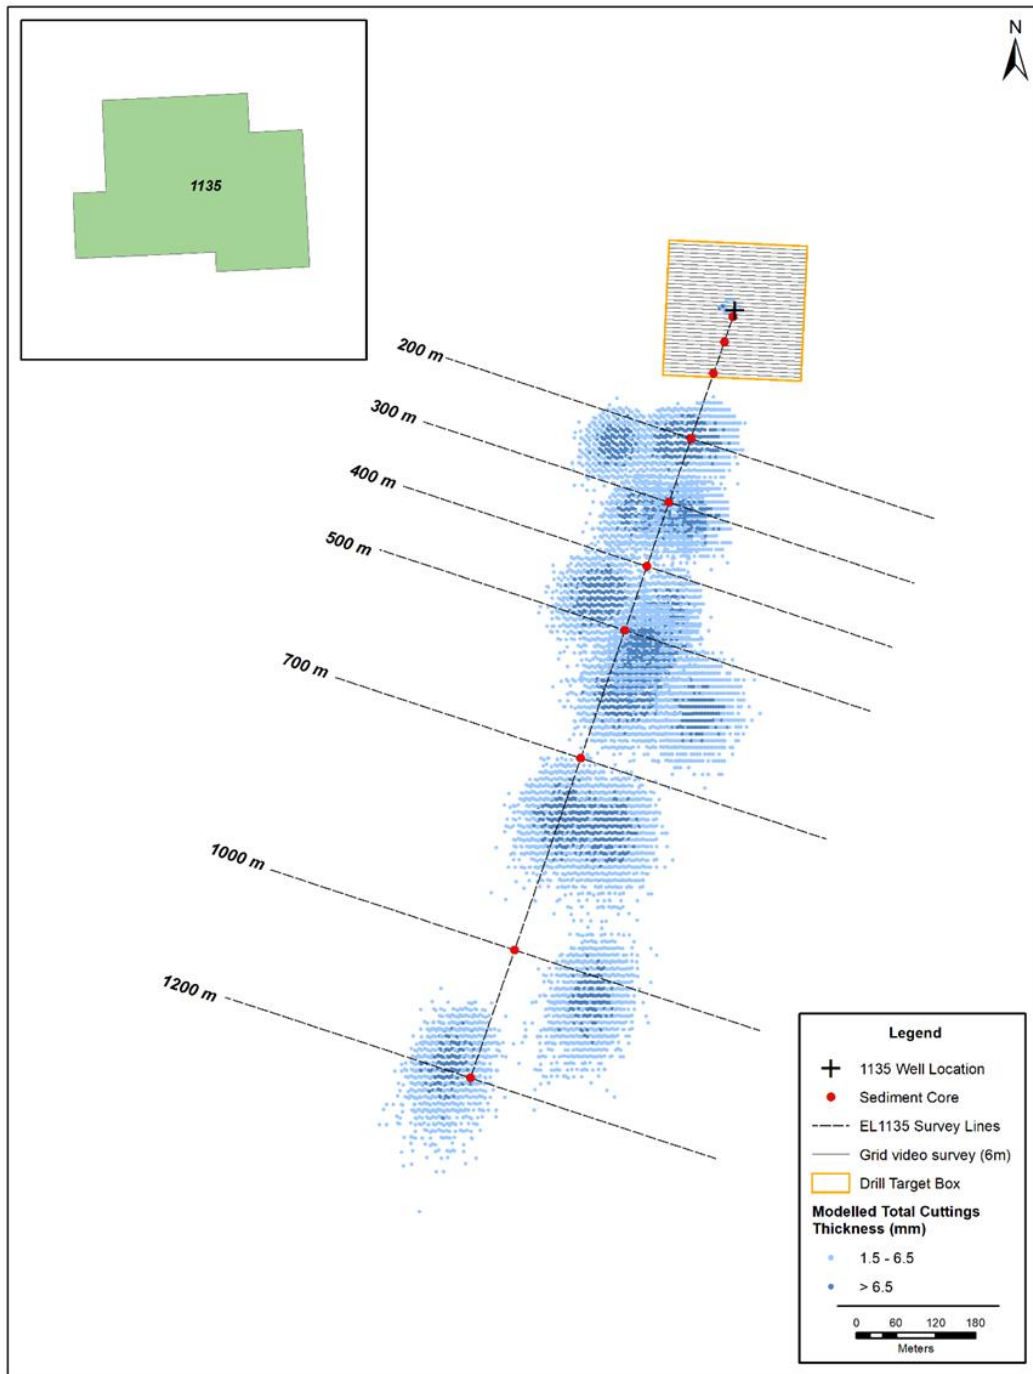 N
1135
200 m
300 m
400 m
500 m
700 m
1000 m
1200 m
Legend
1135 Well Location
Sediment Core
EL1135 Survey Lines
Grid video survey (6m)
Drill Target Box
Modelled Total Cuttings
Thickness (mm)
1.5 - 6.5
> 6.5
0 60 120 180
Meters